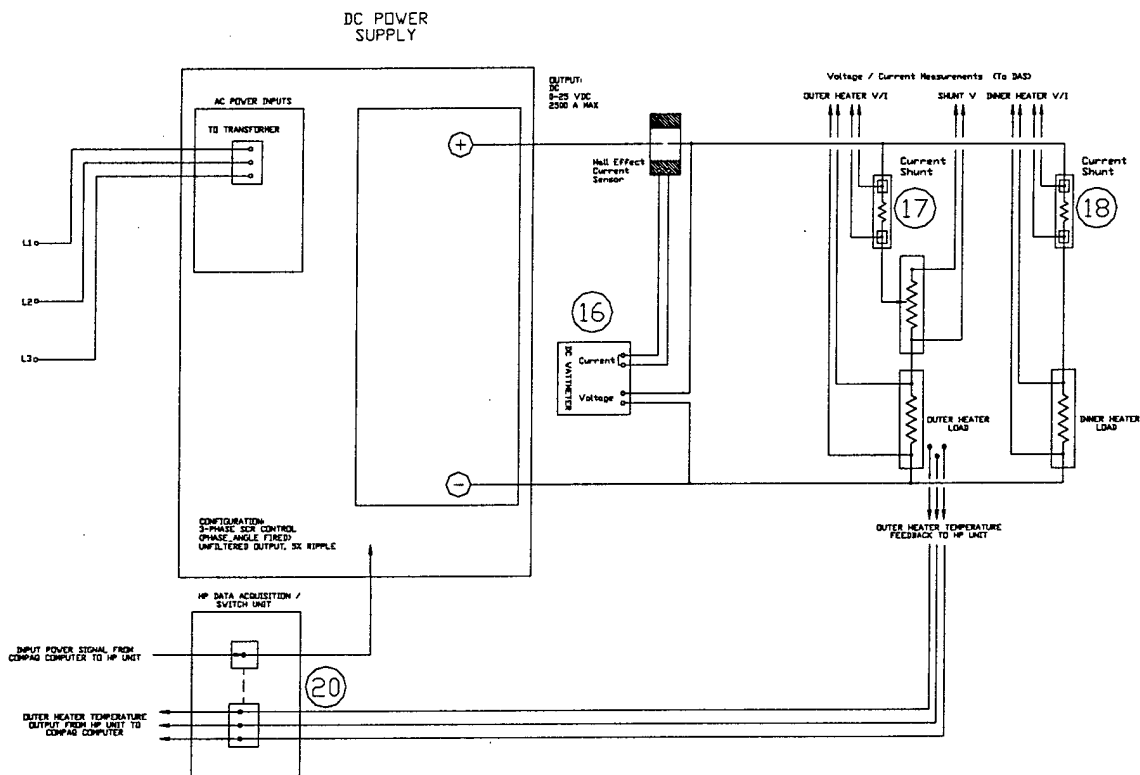 DC POWER
SUPPLY
AC POWER INPUTS
TO TRANSFORMER
L1
L2
L3
OUTPUT:
DC
0-25 VDC
2500 A MAX
Hall Effect
Current
Sensor
16
DC WATTMETER
Current
Voltage
Voltage / Current Measurements (To DAS)
OUTER HEATER V/I
SHUNT V
INNER HEATER V/I
Current
Shunt
17
Current
Shunt
18
OUTER HEATER
LOAD
INNER HEATER
LOAD
OUTER HEATER TEMPERATURE
FEEDBACK TO HP UNIT
CONFIGURATION:
3-PHASE SCR CONTROL
(PHASE_ANGLE FIRED)
UNFILTERED OUTPUT, 5% RIPPLE
HP DATA ACQUISITION /
SWITCH UNIT
INPUT POWER SIGNAL FROM
COMPAQ COMPUTER TO HP UNIT
20
OUTER HEATER TEMPERATURE
OUTPUT FROM HP UNIT TO
COMPAQ COMPUTER